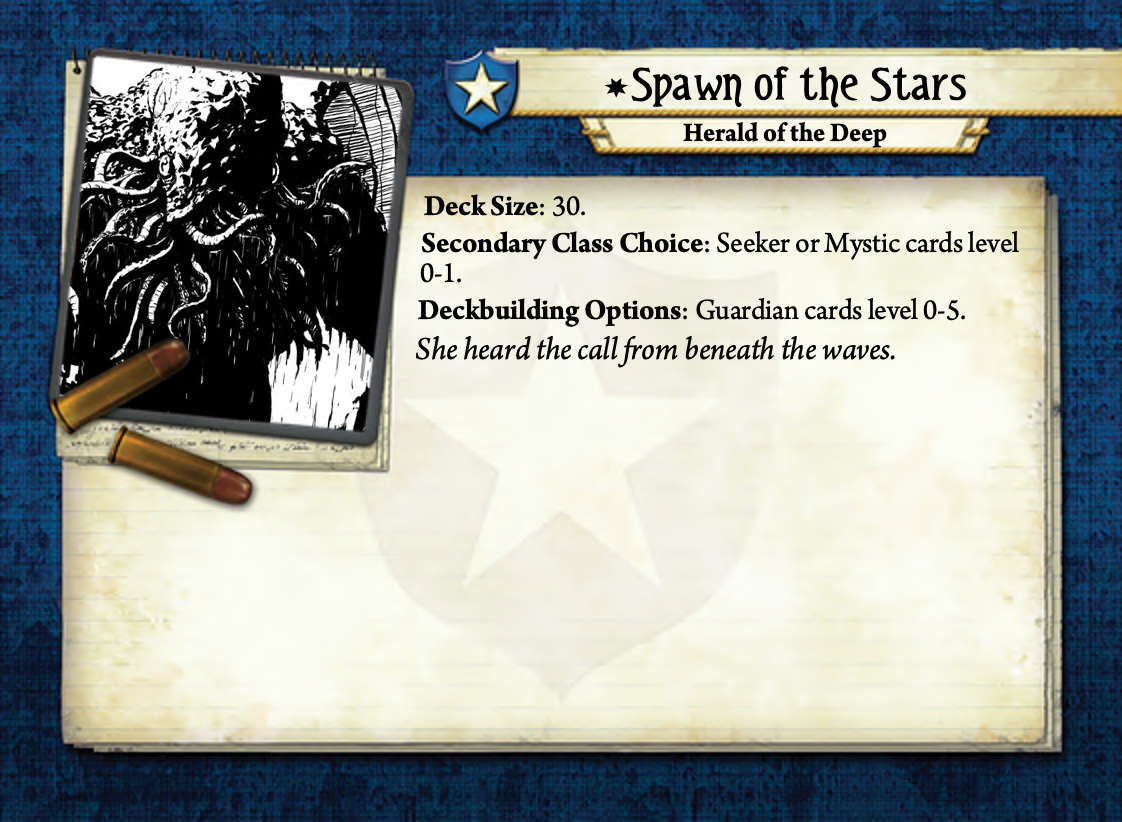 ✷Spawn of the Stars
Herald of the Deep
Deck Size: 30.
Secondary Class Choice: Seeker or Mystic cards level
0-1.
Deckbuilding Options: Guardian cards level 0-5.
She heard the call from beneath the waves.